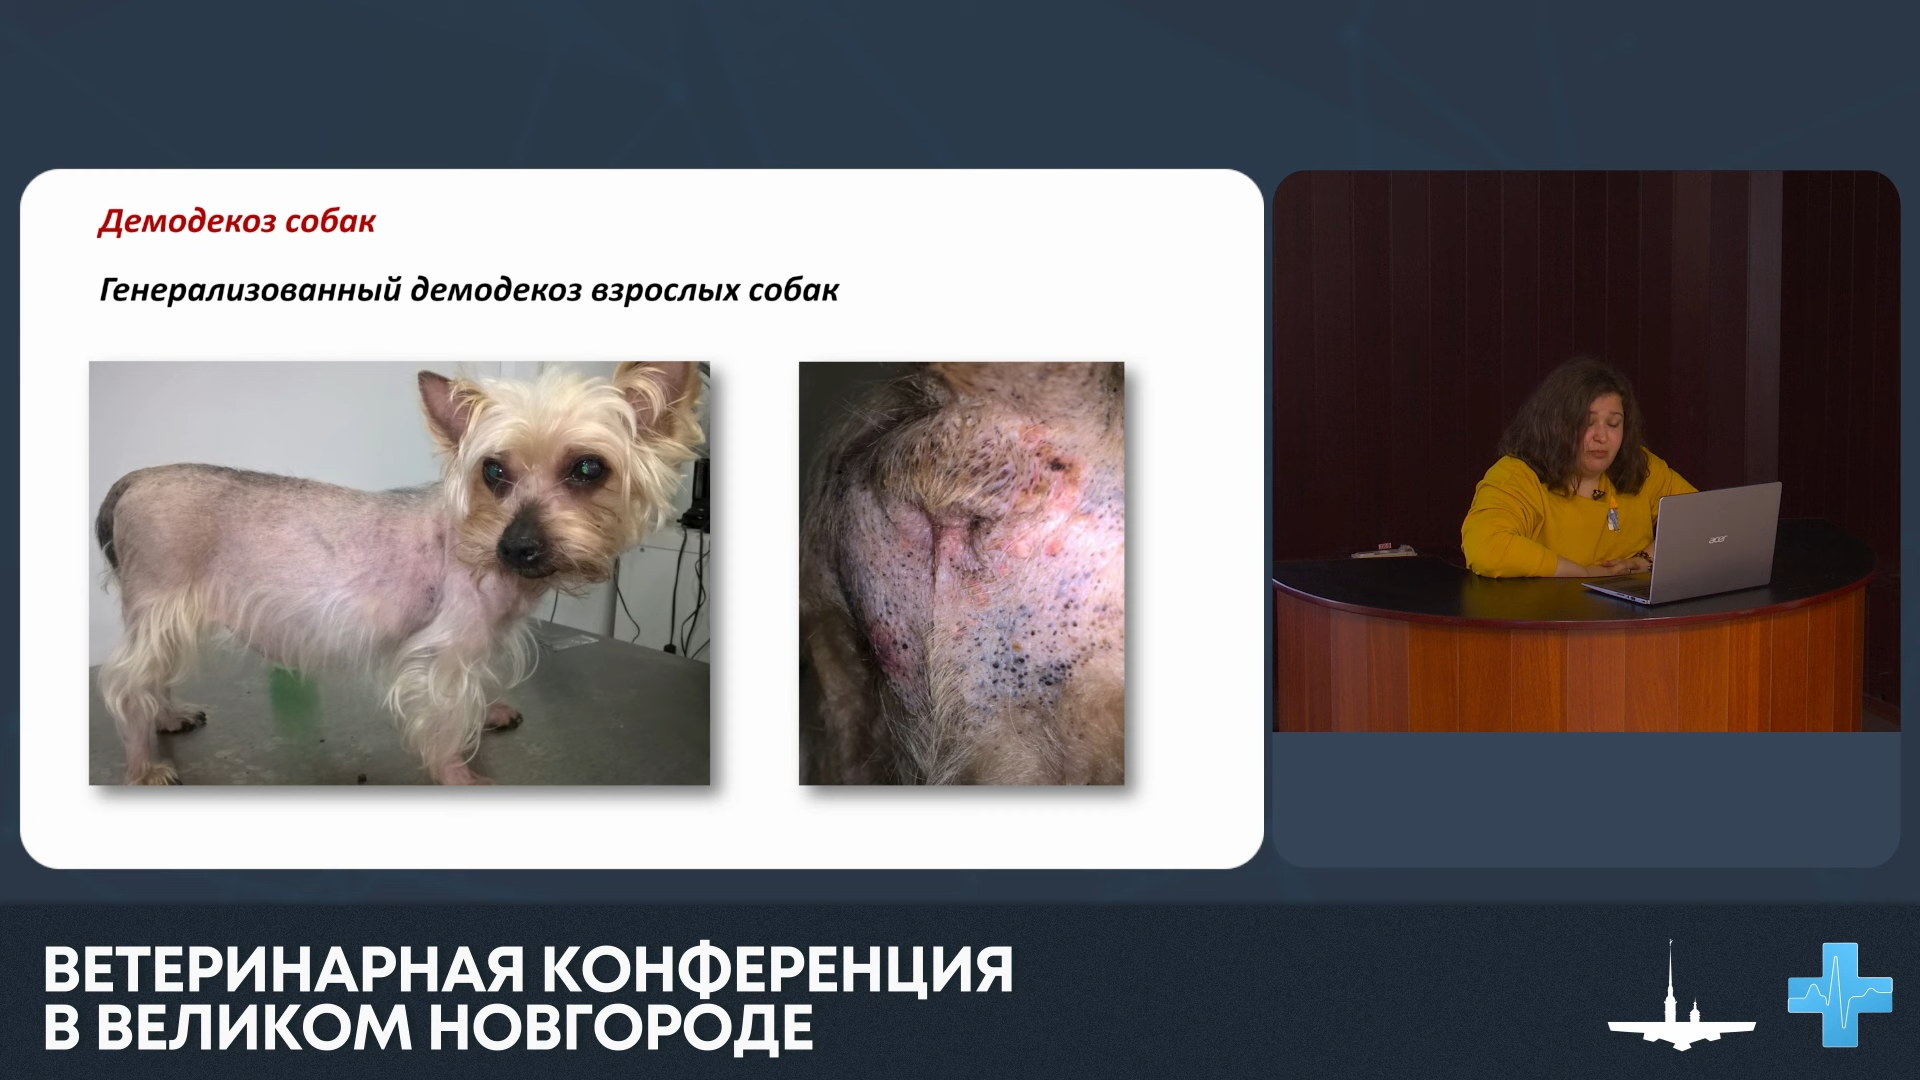 Демодекоз собак
Генерализованный демодекоз взрослых собак
acer
ВЕТЕРИНАРНАЯ КОНФЕРЕНЦИЯ
В ВЕЛИКОМ НОВГОРОДЕ